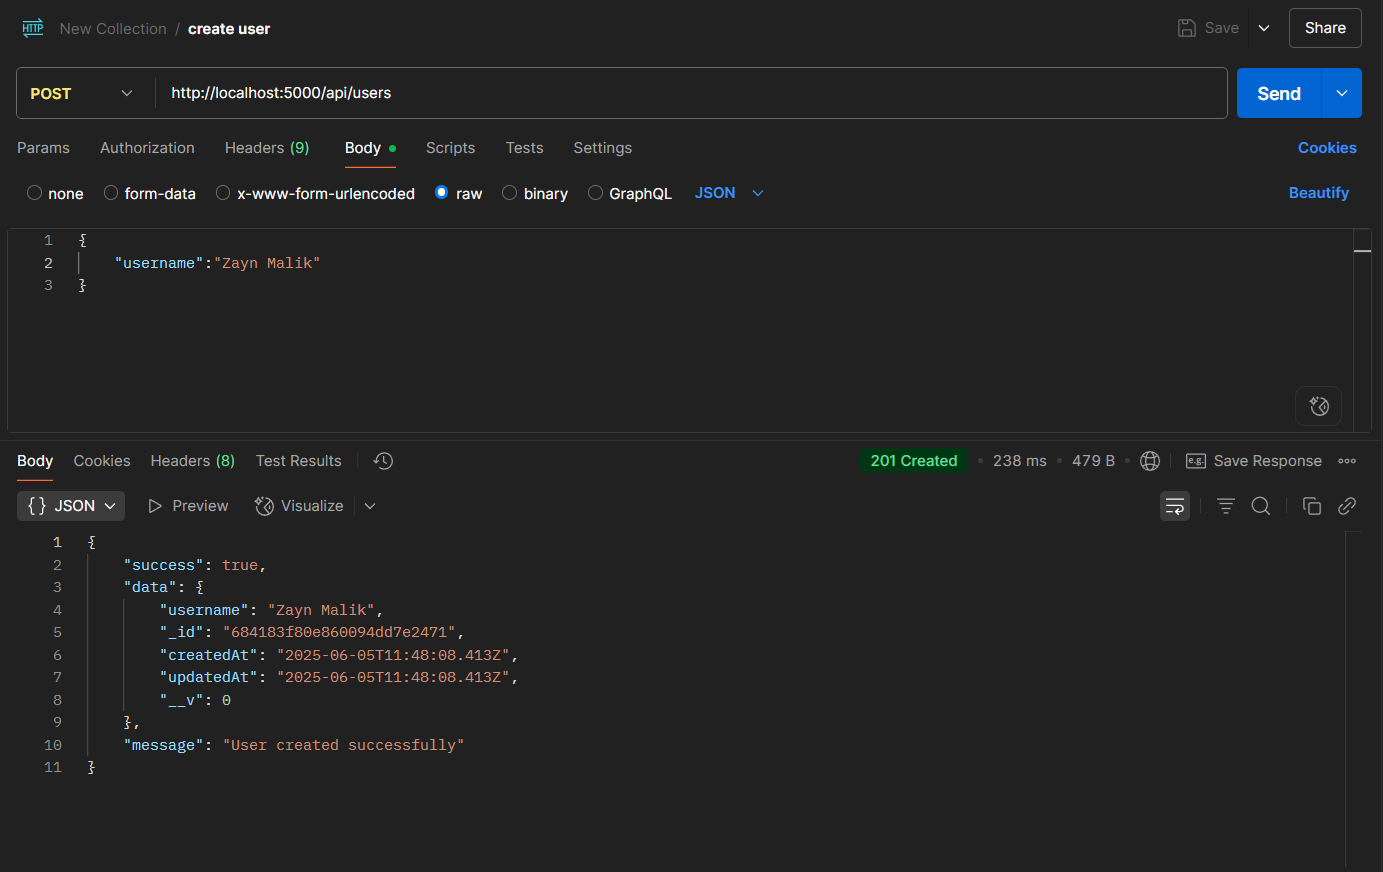 HTTP New Collection / create user Save Share
POST http://localhost:5000/api/users Send
Params Authorization Headers (9) Body Scripts Tests Settings Cookies
none form-data x-www-form-urlencoded raw binary GraphQL JSON Beautify
1 {
2 "username":"Zayn Malik"
3 }
Body Cookies Headers (8) Test Results 201 Created 238 ms 479 B e.g. Save Response
{} JSON Preview Visualize
1 {
2 "success": true,
3 "data": {
4 "username": "Zayn Malik",
5 "_id": "684183f80e860094dd7e2471",
6 "createdAt": "2025-06-05T11:48:08.413Z",
7 "updatedAt": "2025-06-05T11:48:08.413Z",
8 "__v": 0
9 },
10 "message": "User created successfully"
11 }